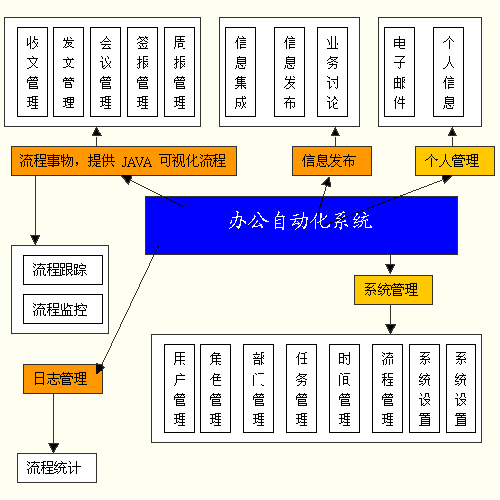 收文管理
发文管理
会议管理
签报管理
周报管理
信息集成
信息发布
业务讨论
电子邮件
个人信息
流程事物，提供 JAVA 可视化流程
信息发布
个人管理
办公自动化系统
流程跟踪
流程监控
系统管理
日志管理
用户管理
角色管理
部门管理
任务管理
时间管理
流程管理
系统设置
系统设置
流程统计